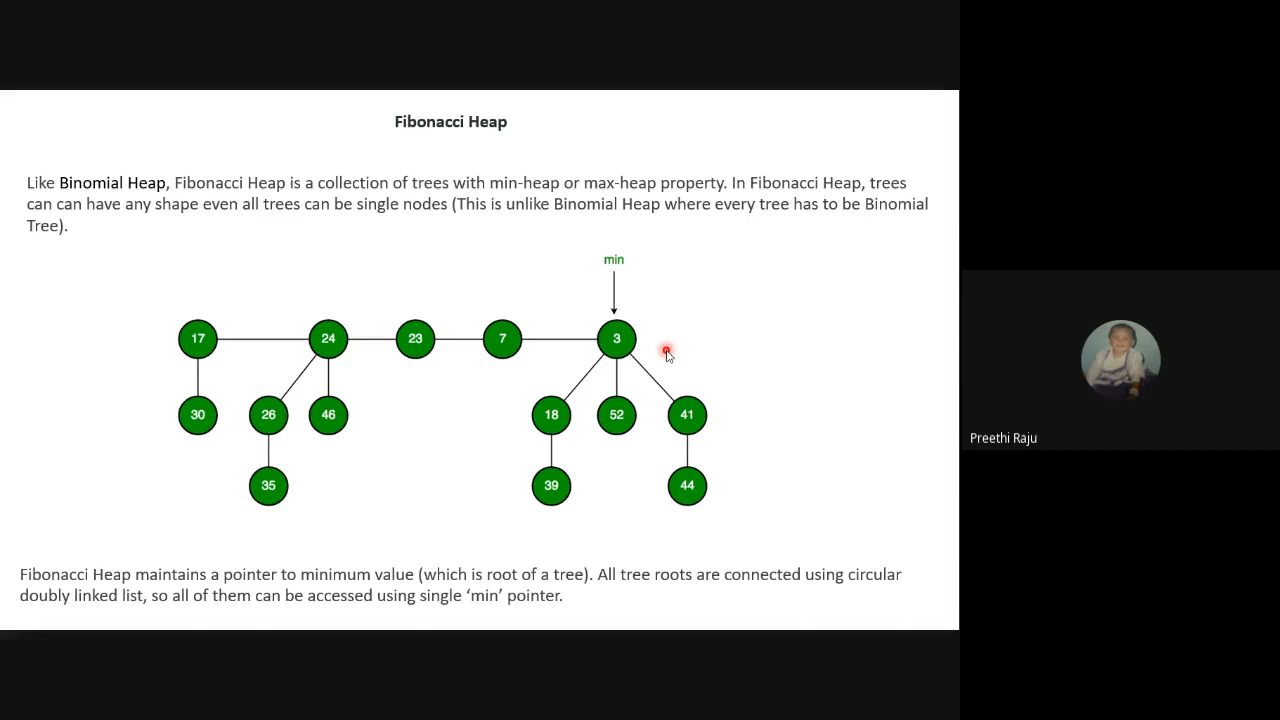 Fibonacci Heap
Like Binomial Heap, Fibonacci Heap is a collection of trees with min-heap or max-heap property. In Fibonacci Heap, trees
can can have any shape even all trees can be single nodes (This is unlike Binomial Heap where every tree has to be Binomial
Tree).
min
17 24 23 7 3
30 26 46 18 52 41
35 39 44
Fibonacci Heap maintains a pointer to minimum value (which is root of a tree). All tree roots are connected using circular
doubly linked list, so all of them can be accessed using single ‘min’ pointer.
Preethi Raju